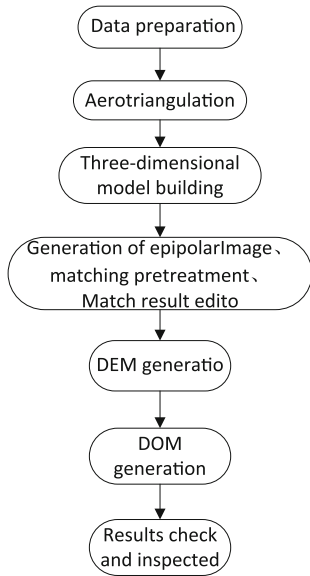 Data preparation
Aerotriangulation
Three-dimensional
model building
Generation of epipolarImage、
matching pretreatment、
Match result edito
DEM generatio
DOM
generation
Results check
and inspected